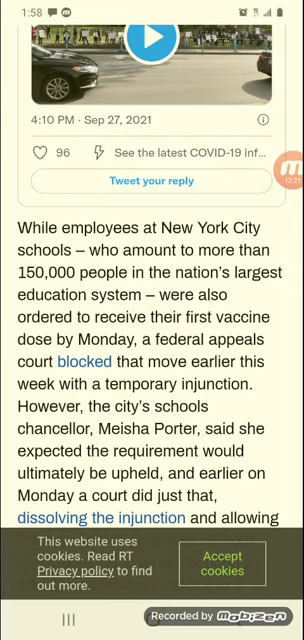 1:58
4:10 PM · Sep 27, 2021
96 See the latest COVID-19 inf...
13:21
Tweet your reply
While employees at New York City
schools – who amount to more than
150,000 people in the nation's largest
education system – were also
ordered to receive their first vaccine
dose by Monday, a federal appeals
court blocked that move earlier this
week with a temporary injunction.
However, the city's schools
chancellor, Meisha Porter, said she
expected the requirement would
ultimately be upheld, and earlier on
Monday a court did just that,
dissolving the injunction and allowing
This website uses
cookies. Read RT
Privacy policy to find
out more.
Accept
cookies
Recorded by Mobizen